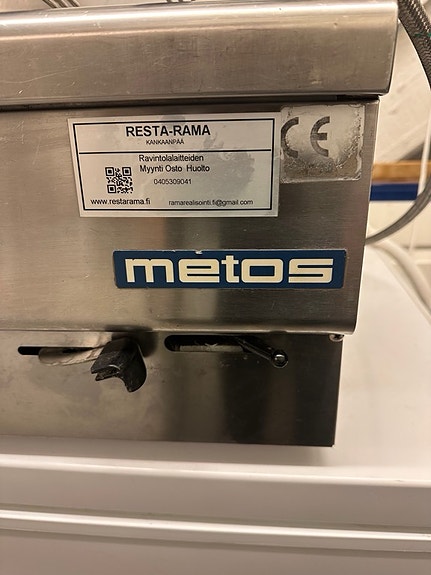 RESTA-RAMA
KANKAANPÄÄ
Ravintolalaitteiden
Myynti Osto Huolto
0405309041
www.restarama.fi ramarealisointi.fi@gmail.com
CE
metos